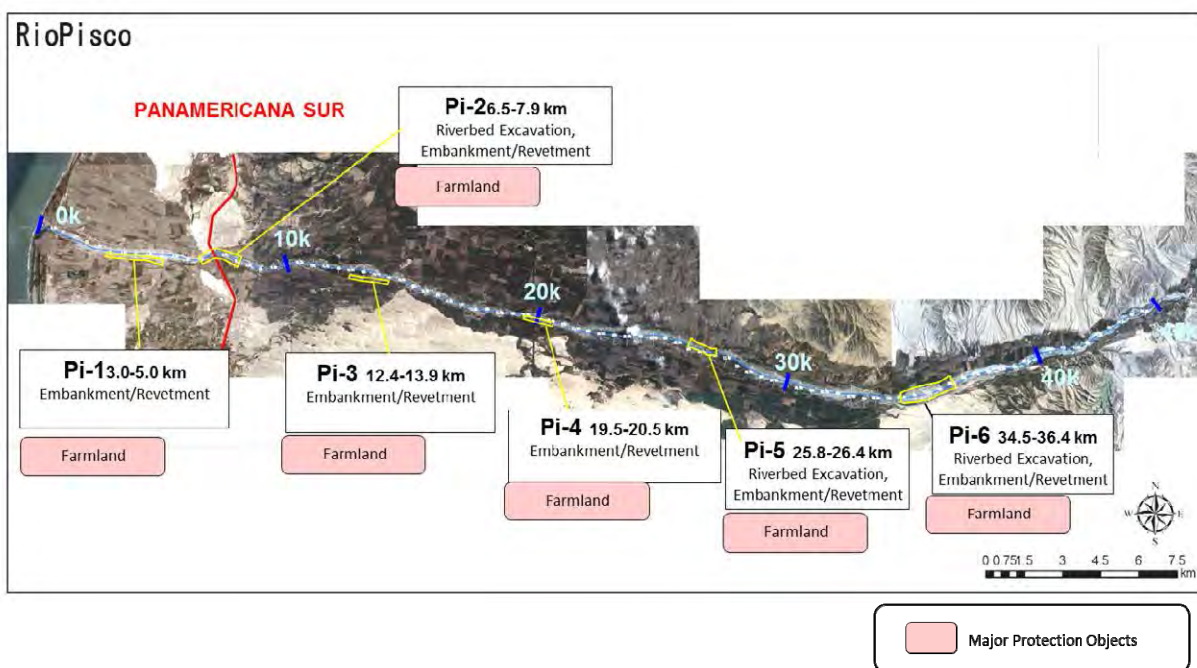 RioPisco
PANAMERICANA SUR
Pi-2 6.5-7.9 km
Riverbed Excavation,
Embankment/Revetment
Farmland
0k
10k
20k
30k
40k
Pi-1 3.0-5.0 km
Embankment/Revetment
Farmland
Pi-3 12.4-13.9 km
Embankment/Revetment
Farmland
Pi-4 19.5-20.5 km
Embankment/Revetment
Farmland
Pi-5 25.8-26.4 km
Riverbed Excavation,
Embankment/Revetment
Farmland
Pi-6 34.5-36.4 km
Riverbed Excavation,
Embankment/Revetment
Farmland
N
W E
S
0 0.75 1.5 3 4.5 6 7.5
km
Major Protection Objects